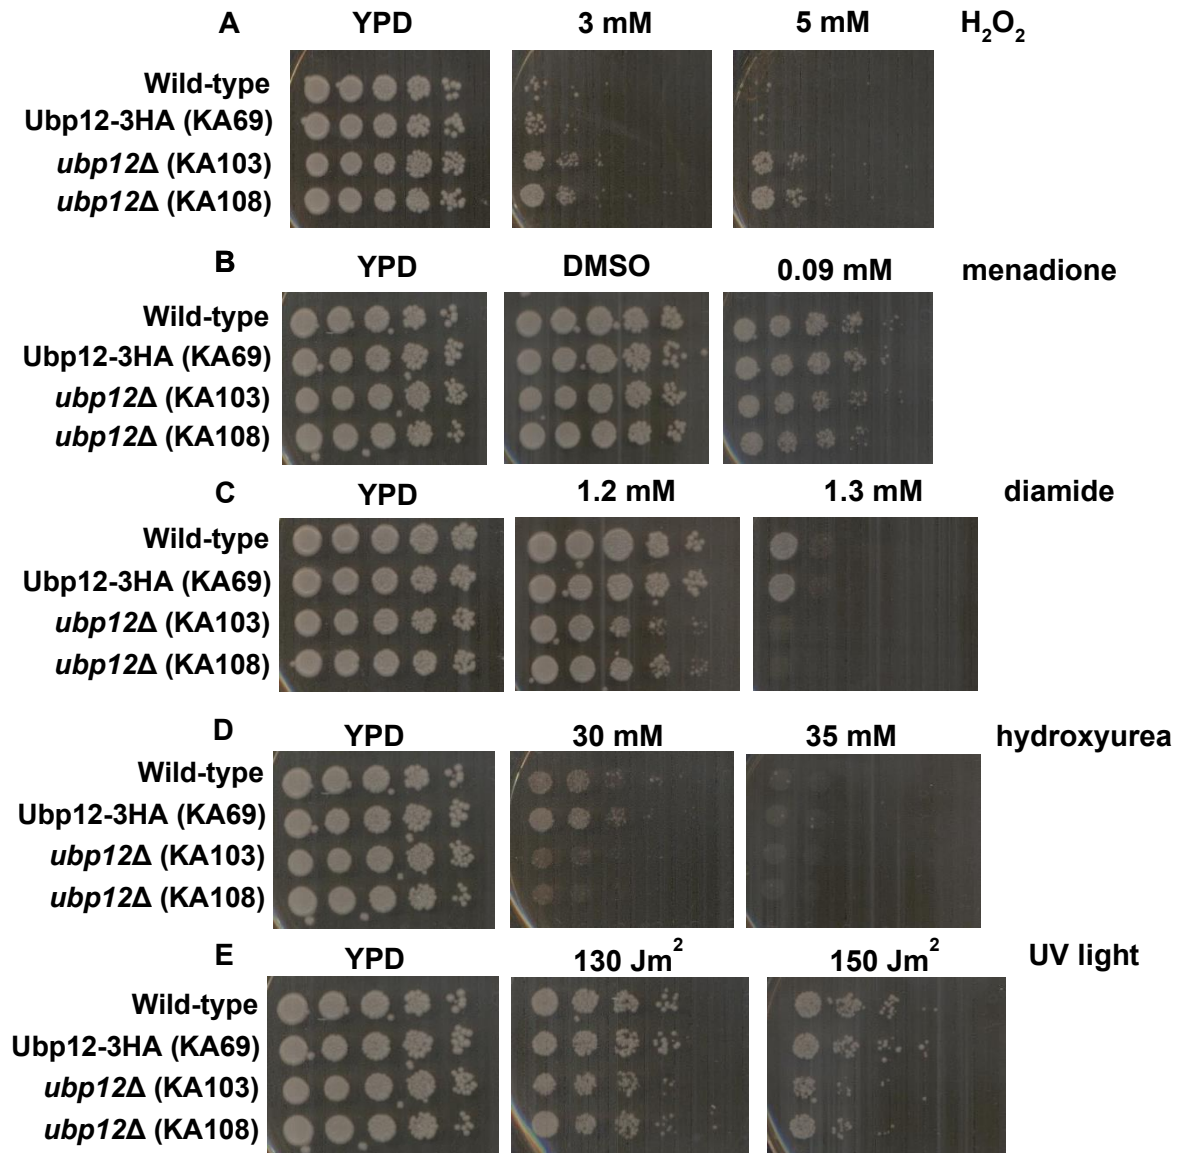 A YPD 3 mM 5 mM H₂O₂
Wild-type
Ubp12-3HA (KA69)
ubp12Δ (KA103)
ubp12Δ (KA108)
B YPD DMSO 0.09 mM menadione
Wild-type
Ubp12-3HA (KA69)
ubp12Δ (KA103)
ubp12Δ (KA108)
C YPD 1.2 mM 1.3 mM diamide
Wild-type
Ubp12-3HA (KA69)
ubp12Δ (KA103)
ubp12Δ (KA108)
D YPD 30 mM 35 mM hydroxyurea
Wild-type
Ubp12-3HA (KA69)
ubp12Δ (KA103)
ubp12Δ (KA108)
E YPD 130 Jm² 150 Jm² UV light
Wild-type
Ubp12-3HA (KA69)
ubp12Δ (KA103)
ubp12Δ (KA108)